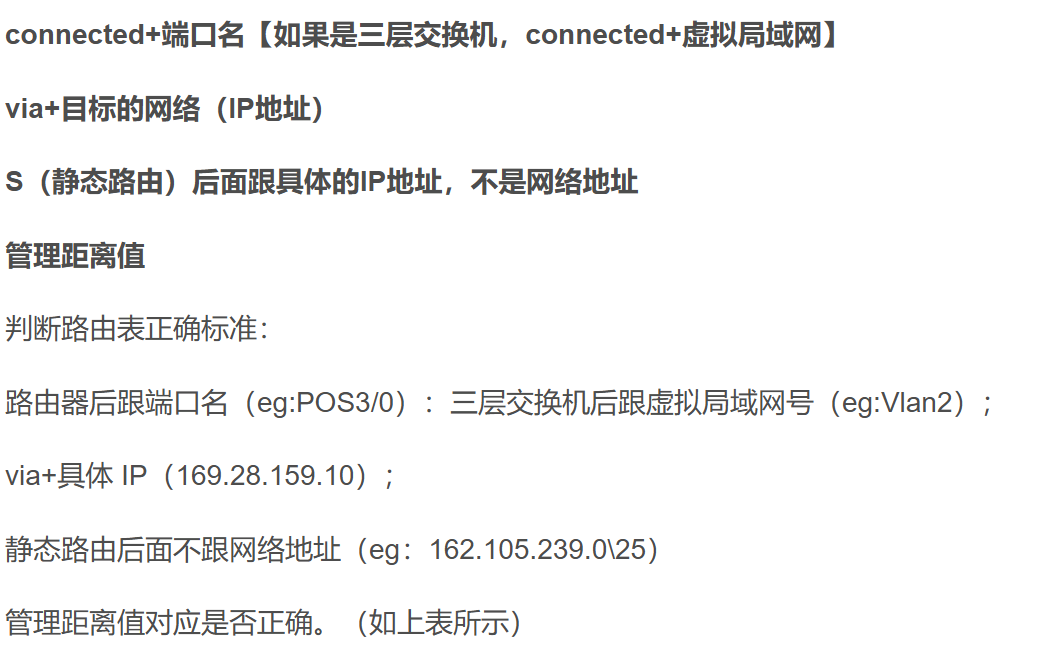 connected+端口名【如果是三层交换机，connected+虚拟局域网】
via+目标的网络（IP地址）
S（静态路由）后面跟具体的IP地址，不是网络地址
管理距离值
判断路由表正确标准：
路由器后跟端口名（eg:POS3/0）：三层交换机后跟虚拟局域网号（eg:Vlan2）；
via+具体 IP（169.28.159.10）；
静态路由后面不跟网络地址（eg：162.105.239.0\25）
管理距离值对应是否正确。（如上表所示）